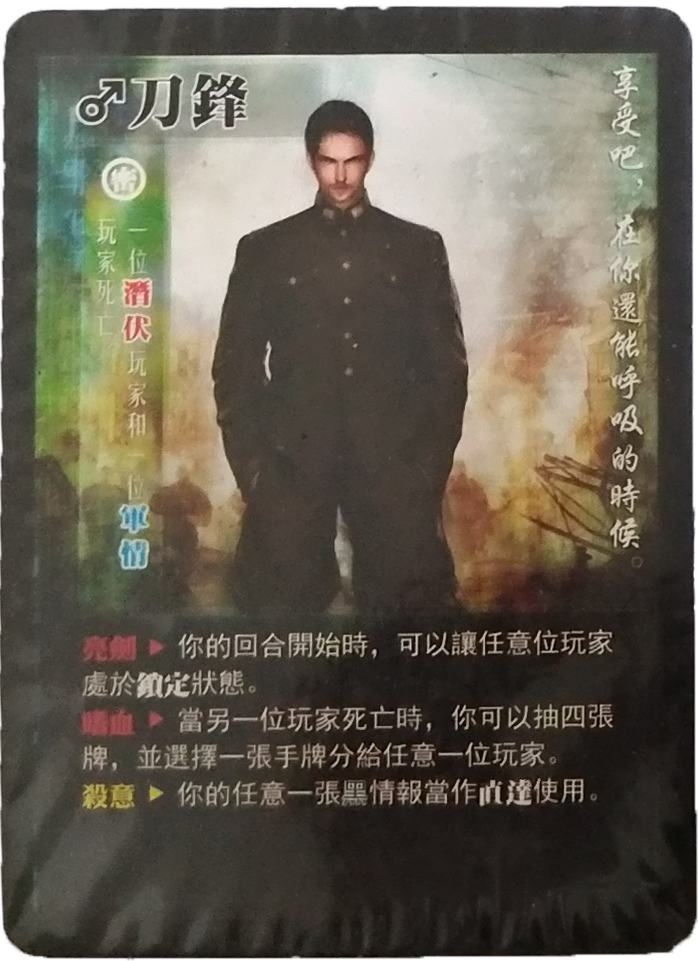 ♂刀鋒
密
一位潛伏玩家和一位軍情
玩家死亡。
享受吧，在你還能呼吸的時候。
亮劍▶你的回合開始時，可以讓任意位玩家
處於鎖定狀態。
嗜血▶當另一位玩家死亡時，你可以抽四張
牌，並選擇一張手牌分給任意一位玩家。
殺意▶你的任意一張黑情報當作直達使用。